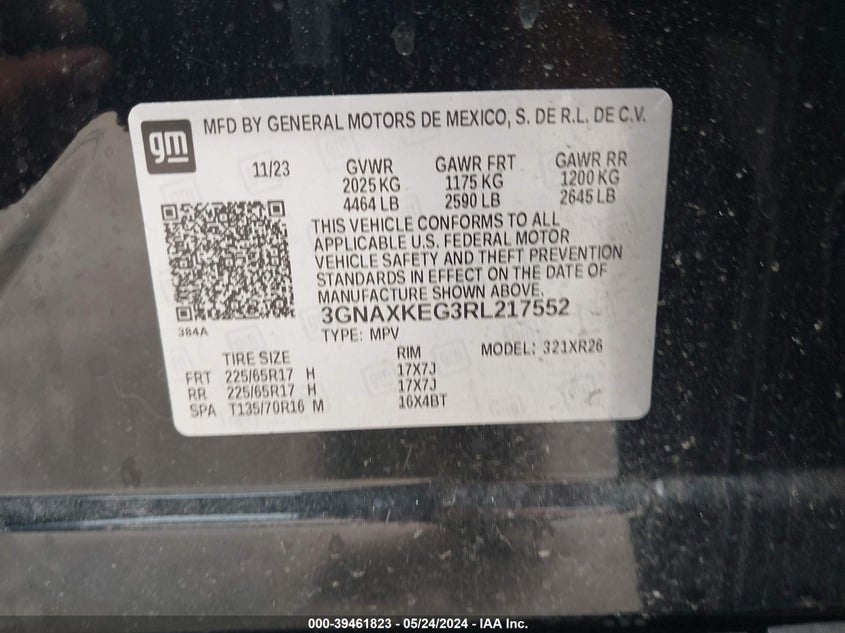 gm MFD BY GENERAL MOTORS DE MEXICO, S. DE R.L. DE C.V.
11/23 GVWR GAWR FRT GAWR RR
2025 KG 1175 KG 1200 KG
4464 LB 2590 LB 2645 LB
THIS VEHICLE CONFORMS TO ALL
APPLICABLE U.S. FEDERAL MOTOR
VEHICLE SAFETY AND THEFT PREVENTION
STANDARDS IN EFFECT ON THE DATE OF
MANUFACTURE SHOWN ABOVE.
3GNAXKEG3RL217552
384A
TYPE: MPV
TIRE SIZE RIM MODEL: 321XR26
FRT 225/65R17 H 17X7J
RR 225/65R17 H 17X7J
SPA T135/70R16 M 16X4BT
000-39461823 - 05/24/2024 - IAA Inc.